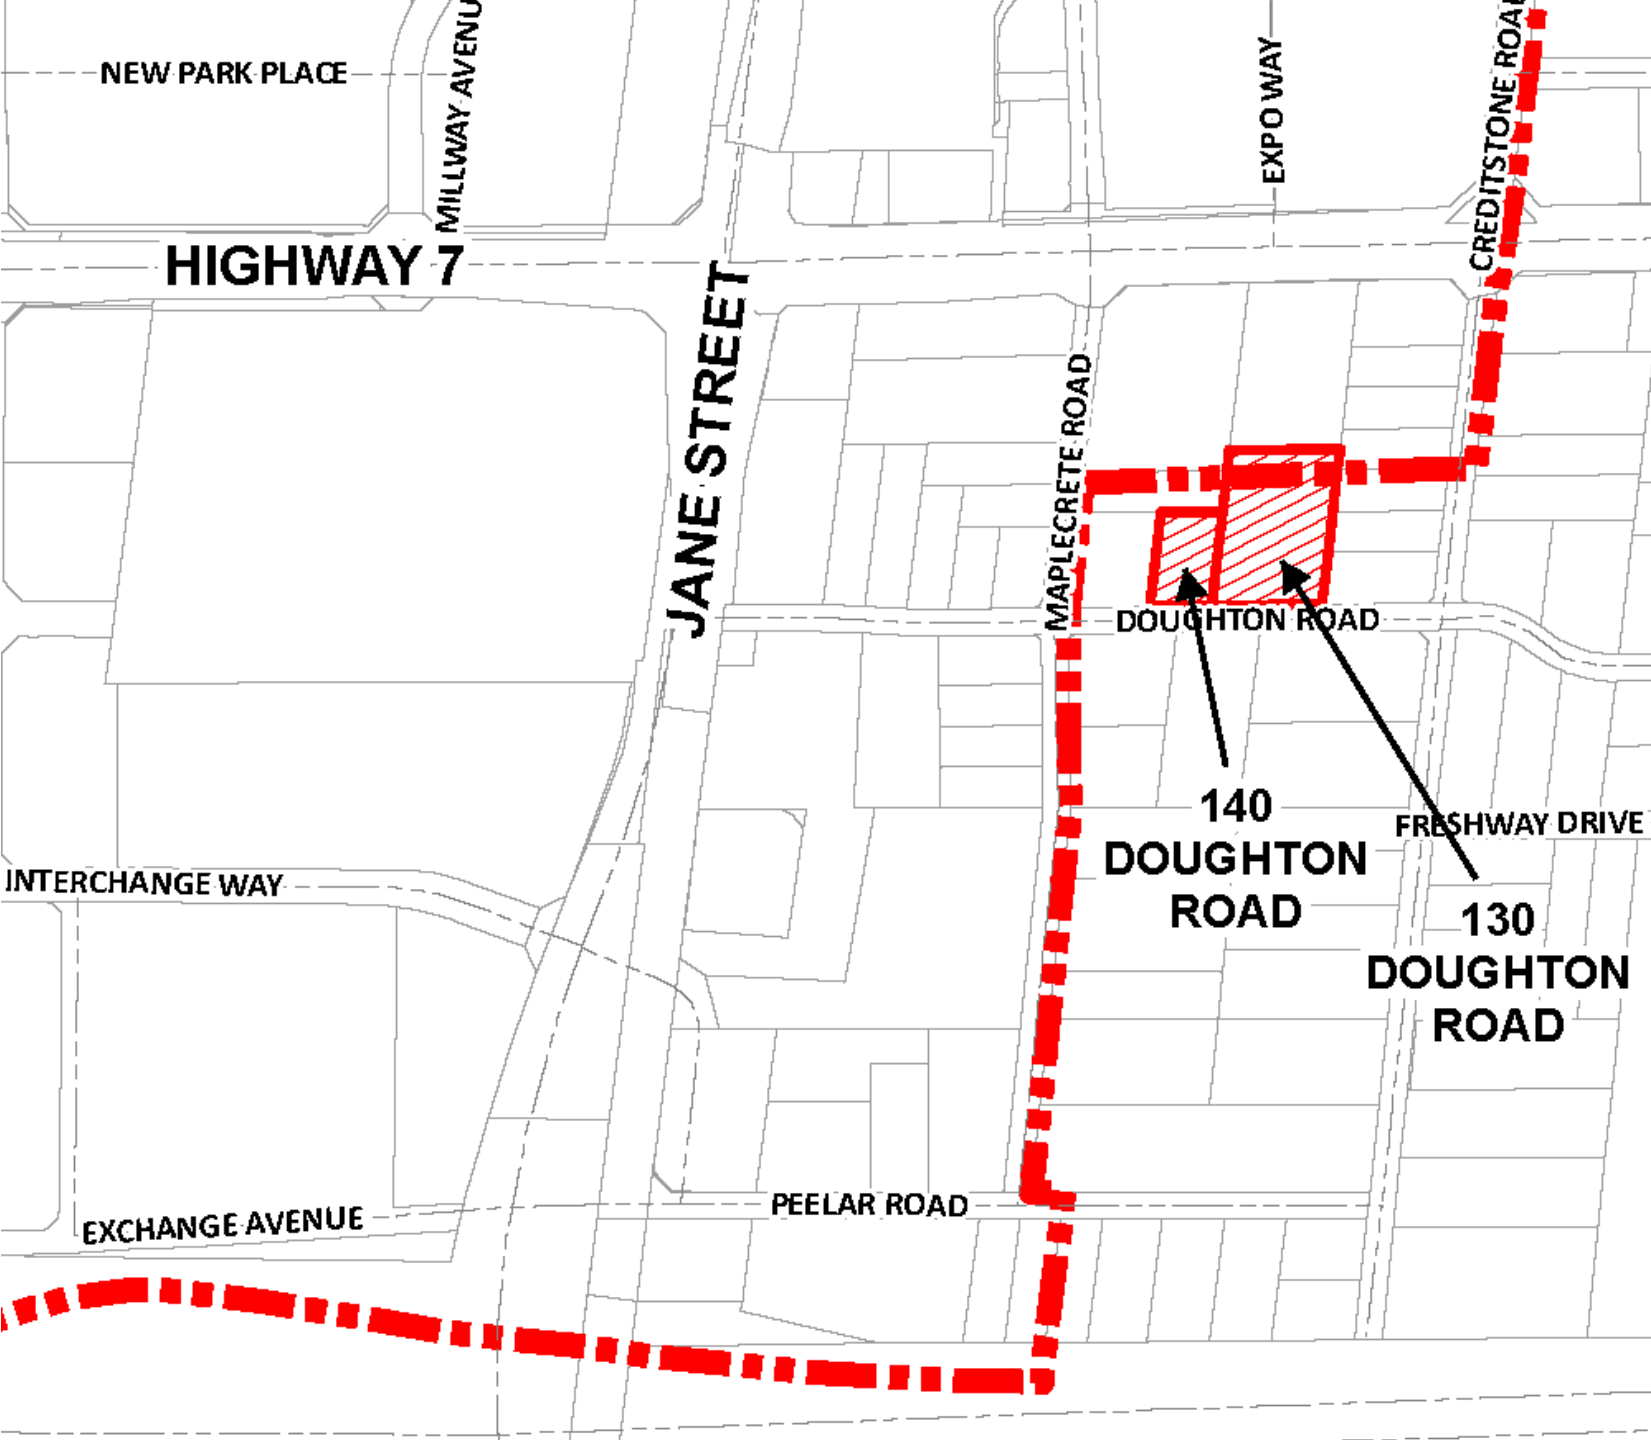 NEW PARK PLACE
MILLWAY AVENU
EXPO WAY
CREDITSTONE ROAD
HIGHWAY 7
JANE STREET
MAPLECRETE ROAD
DOUGHTON ROAD
140
DOUGHTON
ROAD
FRESHWAY DRIVE
130
DOUGHTON
ROAD
INTERCHANGE WAY
PEELAR ROAD
EXCHANGE AVENUE